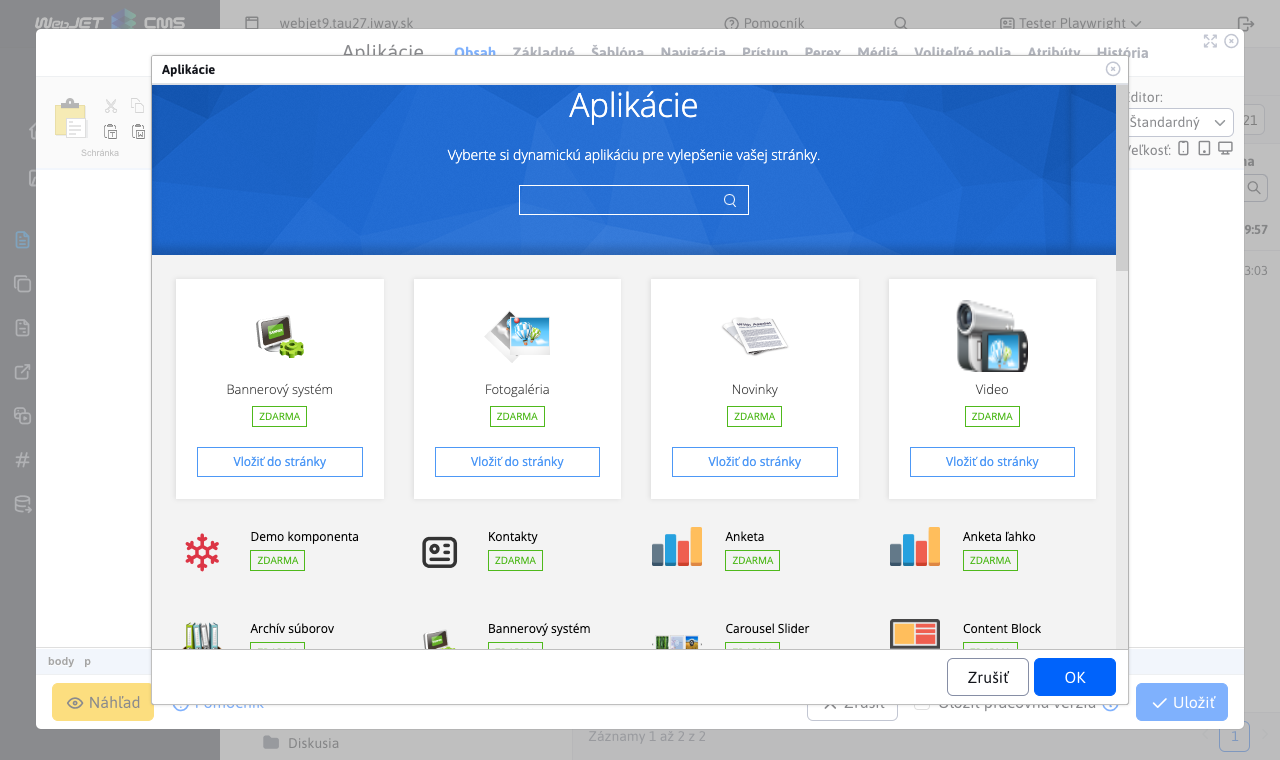 WebJET CMS
webjet9.tau27.iway.sk
Pomocník
Tester Playwright
Aplikácie
Obsah Základné Šablóna Navigácia Prístup Perex Médiá Voliteľné polia Atribúty História
Aplikácie
Editor:
Štandardný
21
Veľkosť:
Schránka
9:57
3:03
Aplikácie
Vyberte si dynamickú aplikáciu pre vylepšenie vašej stránky.
Bannerový systém
ZDARMA
Vložiť do stránky
Fotogaléria
ZDARMA
Vložiť do stránky
Novinky
ZDARMA
Vložiť do stránky
Video
ZDARMA
Vložiť do stránky
Demo komponenta
ZDARMA
Kontakty
ZDARMA
Anketa
ZDARMA
Anketa ľahko
ZDARMA
Archív súborov
ZDARMA
Bannerový systém
ZDARMA
Carousel Slider
ZDARMA
Content Block
ZDARMA
body p
Zrušiť
OK
Náhľad
Pomocník
Zrušiť
Uložiť pracovnú verziu
Uložiť
Diskusia
Záznamy 1 až 2 z 2
1